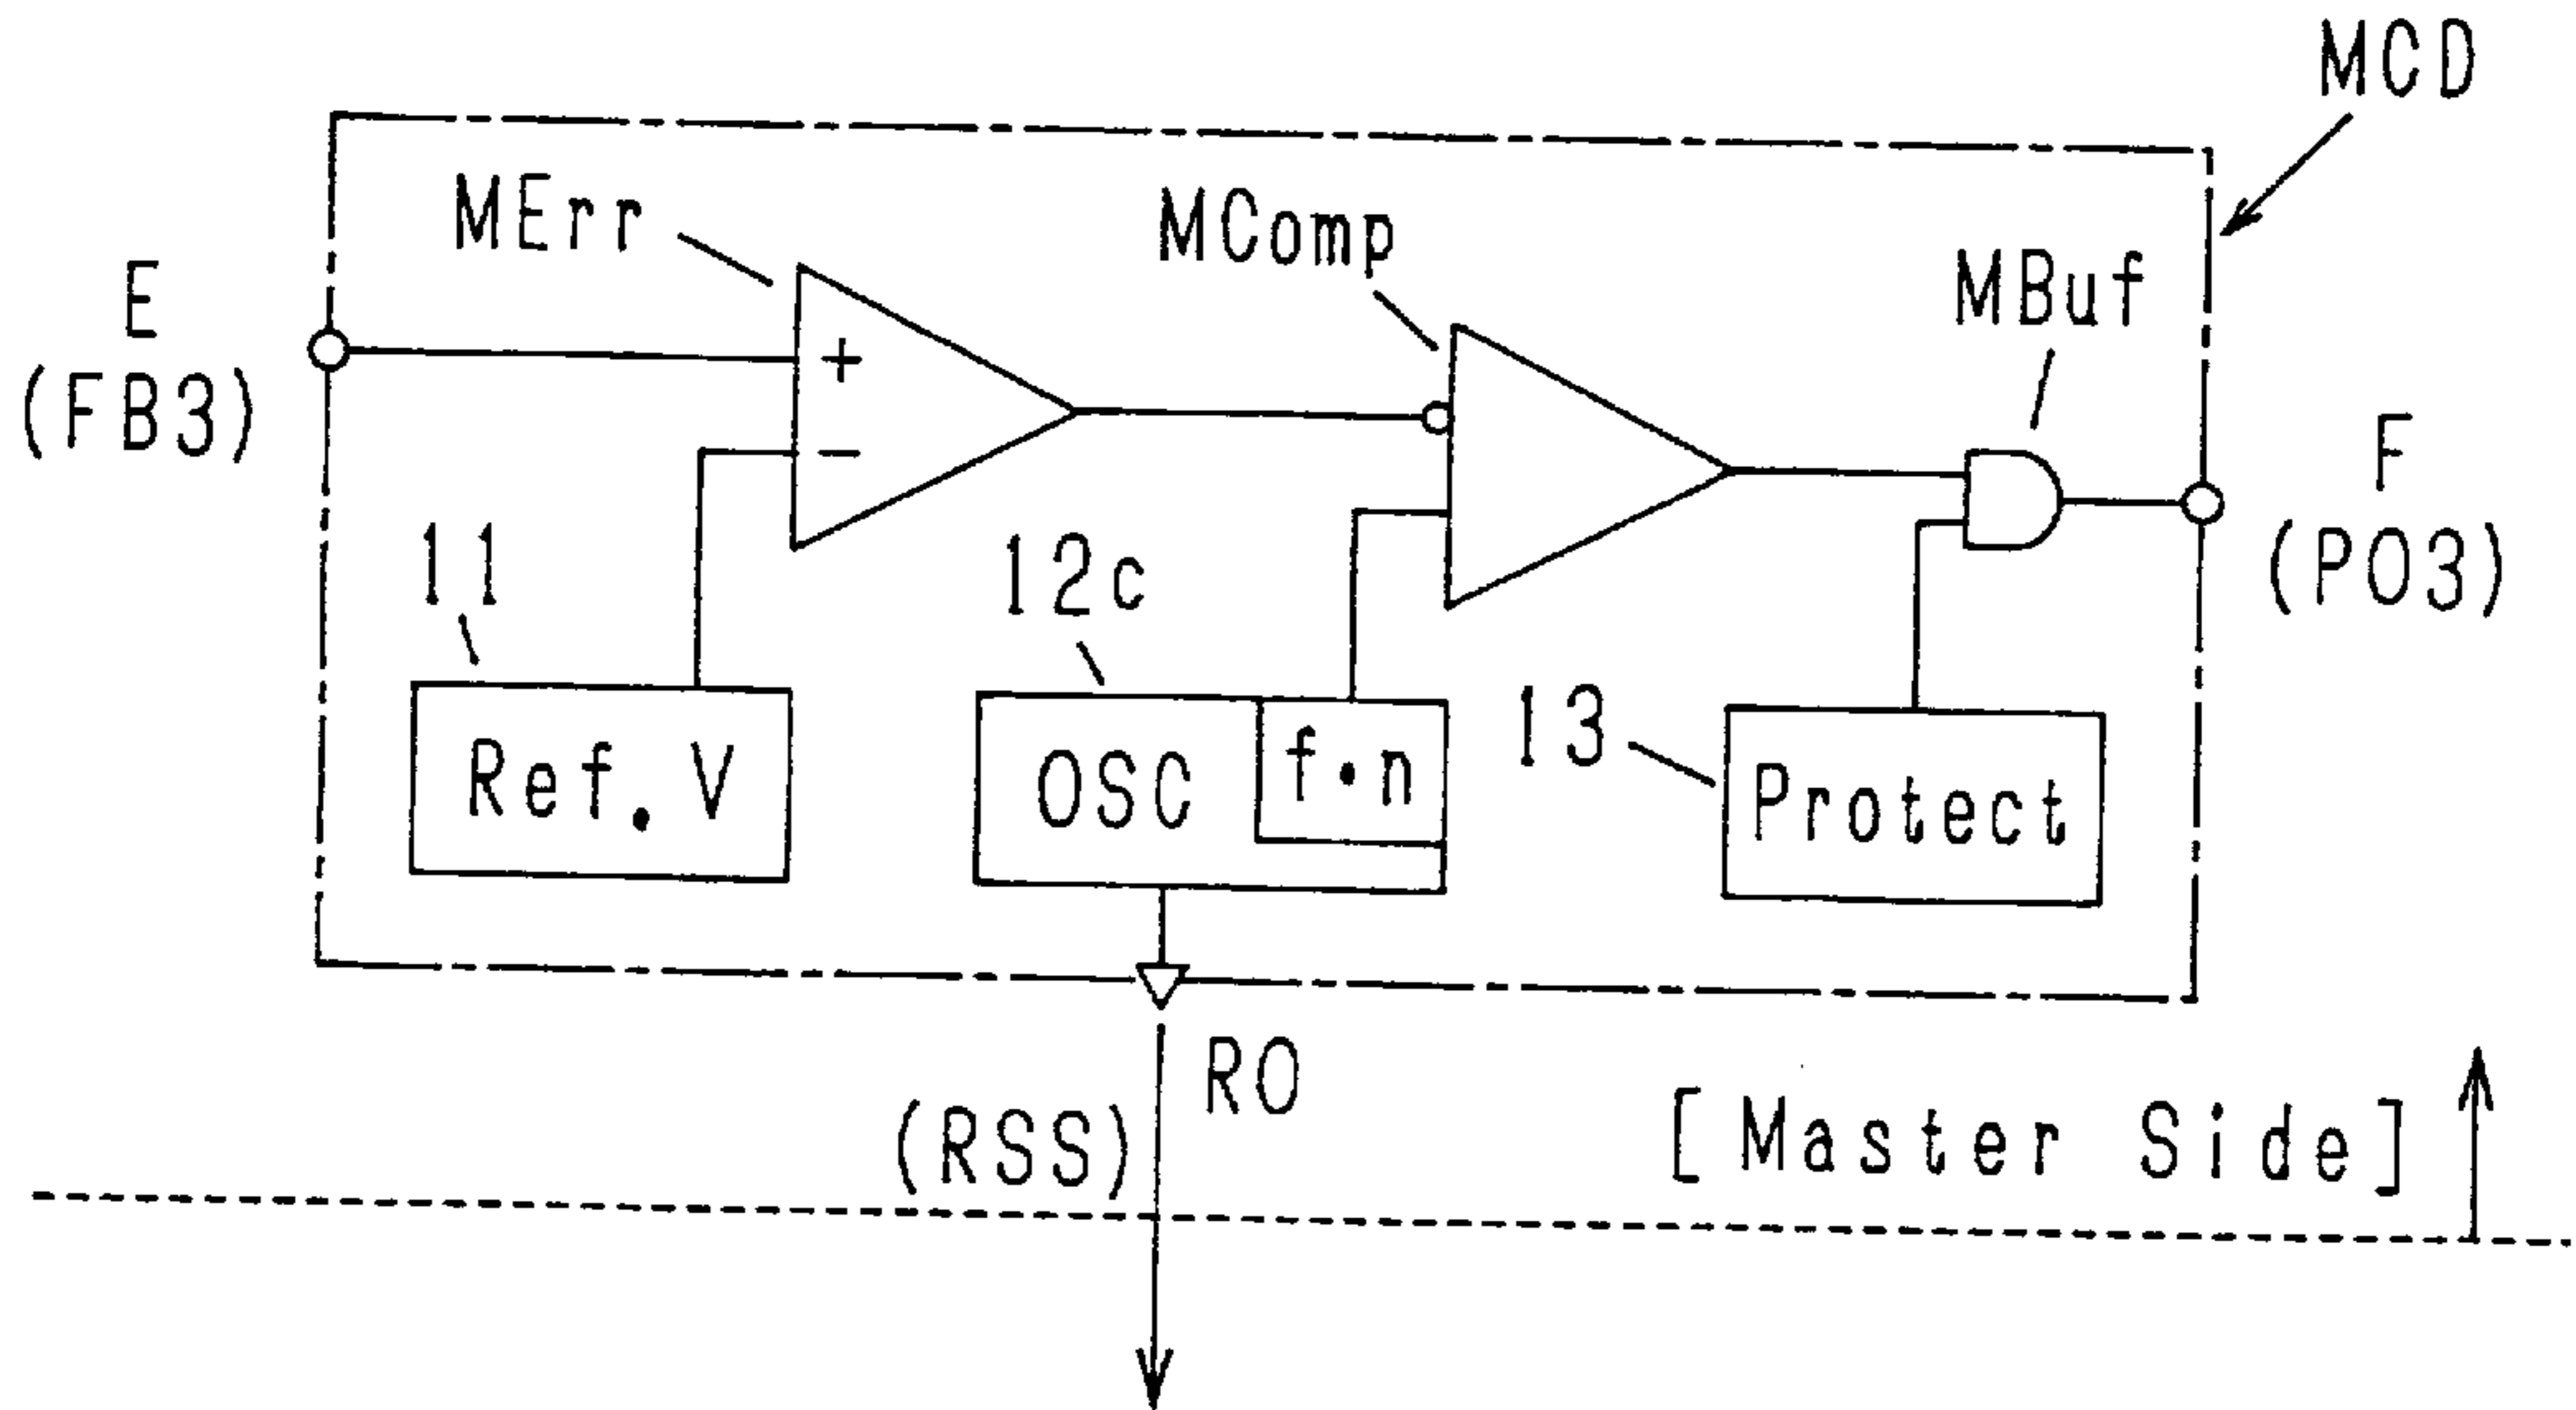 MCD
MErr
MComp
MBuf
E
(FB3)
+
−
F
(PO3)
11
12c
13
Ref.V
OSC
f·n
Protect
RO
(RSS)
[Master Side]